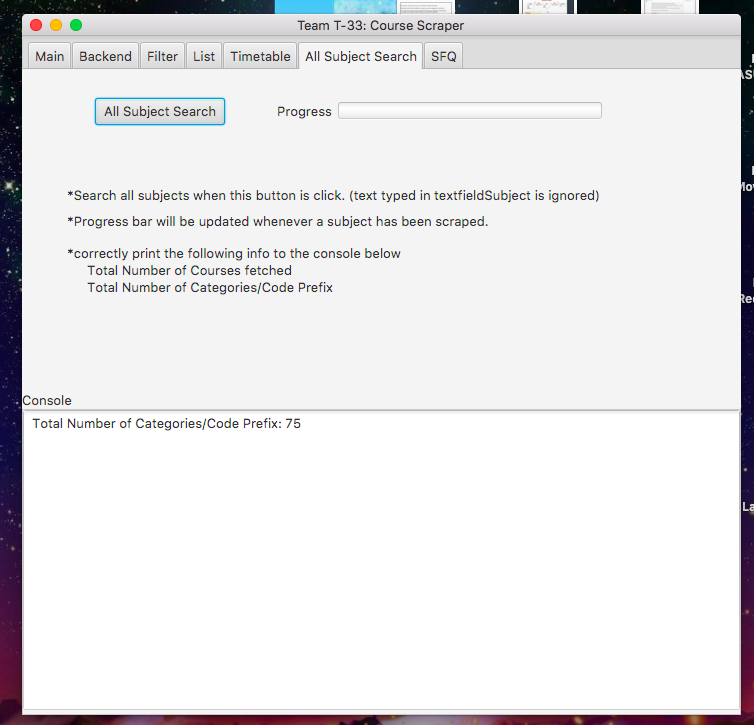 Team T-33: Course Scraper
Main Backend Filter List Timetable All Subject Search SFQ
All Subject Search Progress
*Search all subjects when this button is click. (text typed in textfieldSubject is ignored)
*Progress bar will be updated whenever a subject has been scraped.
*correctly print the following info to the console below
Total Number of Courses fetched
Total Number of Categories/Code Prefix
Console
Total Number of Categories/Code Prefix: 75